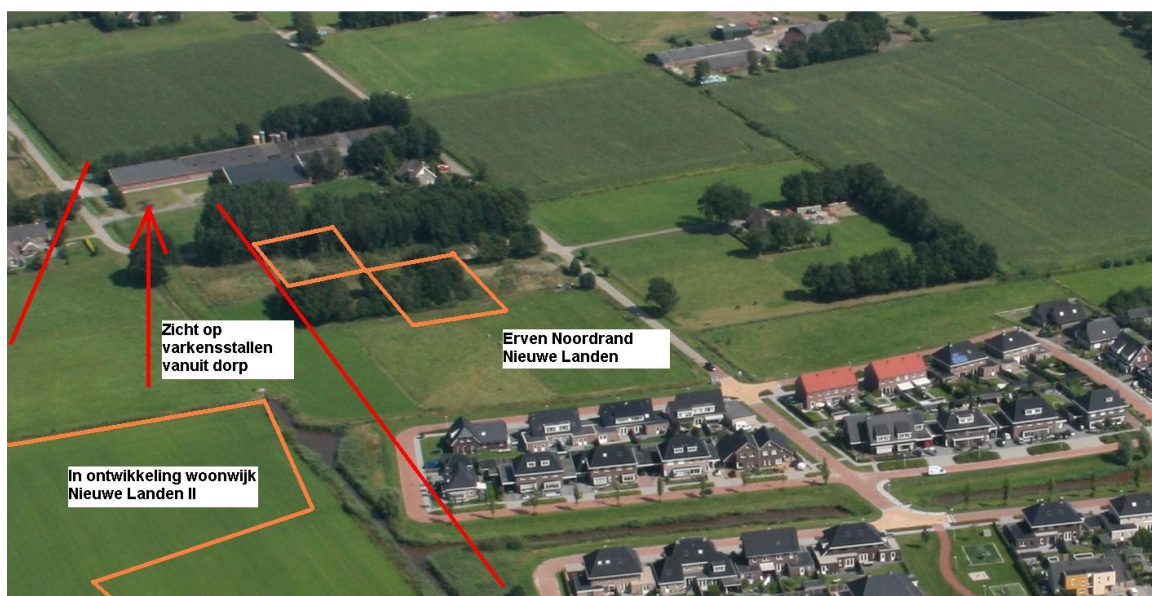 Zicht op
varkensstallen
vanuit dorp
Erven Noordrand
Nieuwe Landen
In ontwikkeling woonwijk
Nieuwe Landen II